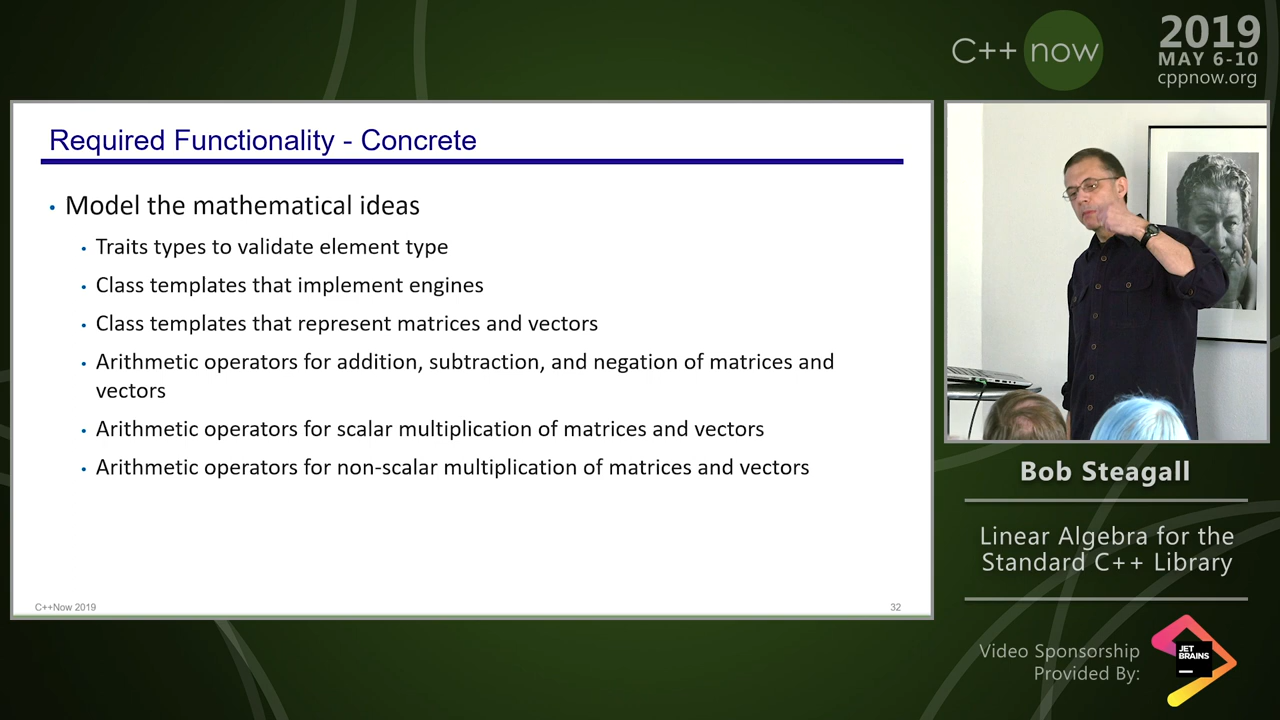 C++ now
2019
MAY 6-10
cppnow.org
Required Functionality - Concrete
• Model the mathematical ideas
• Traits types to validate element type
• Class templates that implement engines
• Class templates that represent matrices and vectors
• Arithmetic operators for addition, subtraction, and negation of matrices and
vectors
• Arithmetic operators for scalar multiplication of matrices and vectors
• Arithmetic operators for non-scalar multiplication of matrices and vectors
C++Now 2019
32
Bob Steagall
Linear Algebra for the
Standard C++ Library
Video Sponsorship
Provided By:
JET
BRAINS